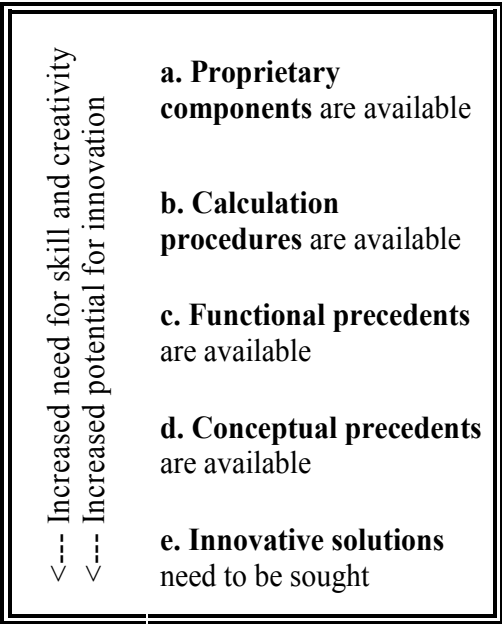 <--- Increased need for skill and creativity
<--- Increased potential for innovation
a. Proprietary
components are available
b. Calculation
procedures are available
c. Functional precedents
are available
d. Conceptual precedents
are available
e. Innovative solutions
need to be sought